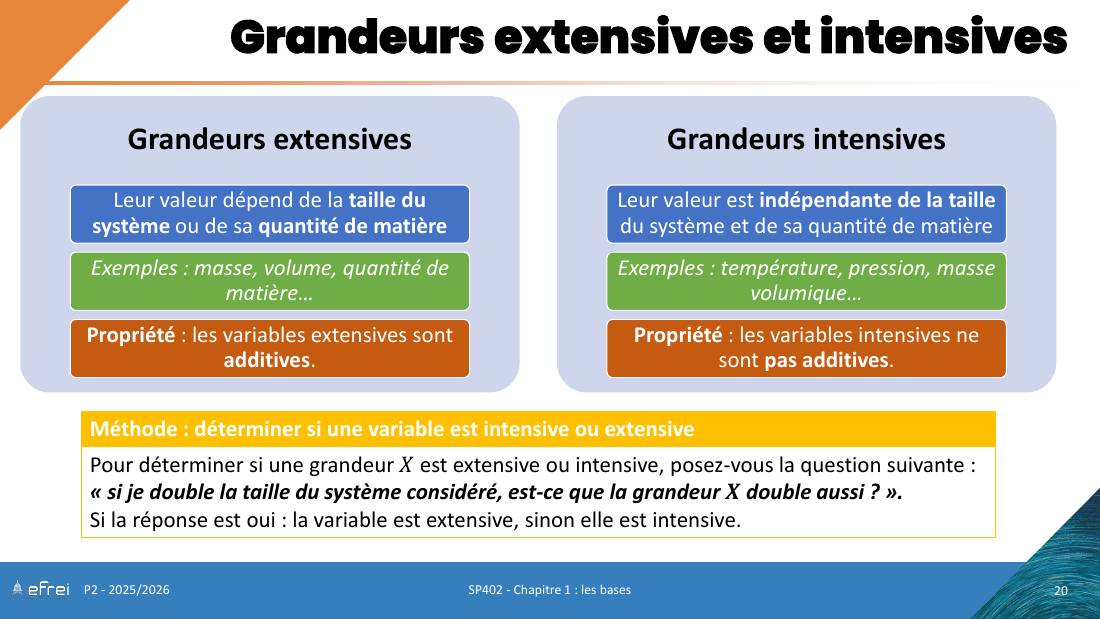 Grandeurs extensives et intensives
Grandeurs extensives
Leur valeur dépend de la taille du
système ou de sa quantité de matière
Exemples : masse, volume, quantité de
matière…
Propriété : les variables extensives sont
additives.
Grandeurs intensives
Leur valeur est indépendante de la taille
du système et de sa quantité de matière
Exemples : température, pression, masse
volumique…
Propriété : les variables intensives ne
sont pas additives.
Méthode : déterminer si une variable est intensive ou extensive
Pour déterminer si une grandeur X est extensive ou intensive, posez-vous la question suivante :
« si je double la taille du système considéré, est-ce que la grandeur X double aussi ? ».
Si la réponse est oui : la variable est extensive, sinon elle est intensive.
efrei P2 - 2025/2026
SP402 - Chapitre 1 : les bases
20